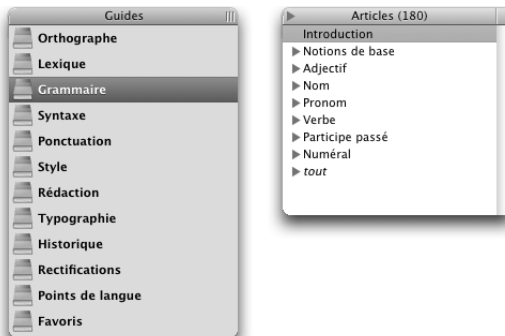 Guides
Orthographe
Lexique
Grammaire
Syntaxe
Ponctuation
Style
Rédaction
Typographie
Historique
Rectifications
Points de langue
Favoris
Articles (180)
Introduction
Notions de base
Adjectif
Nom
Pronom
Verbe
Participe passé
Numéral
tout